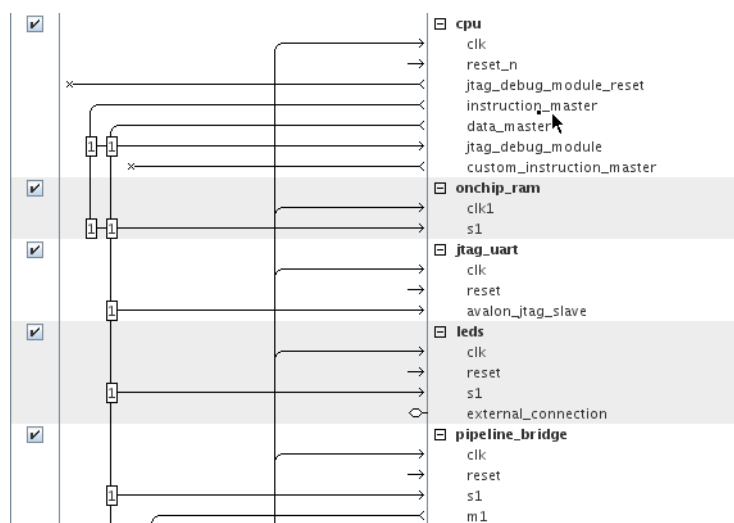 cpu
clk
reset_n
jtag_debug_module_reset
instruction_master
data_master
1 1 jtag_debug_module
custom_instruction_master
onchip_ram
clk1
1 1 s1
jtag_uart
clk
reset
1 avalon_jtag_slave
leds
clk
reset
1 s1
external_connection
pipeline_bridge
clk
reset
1 s1
m1